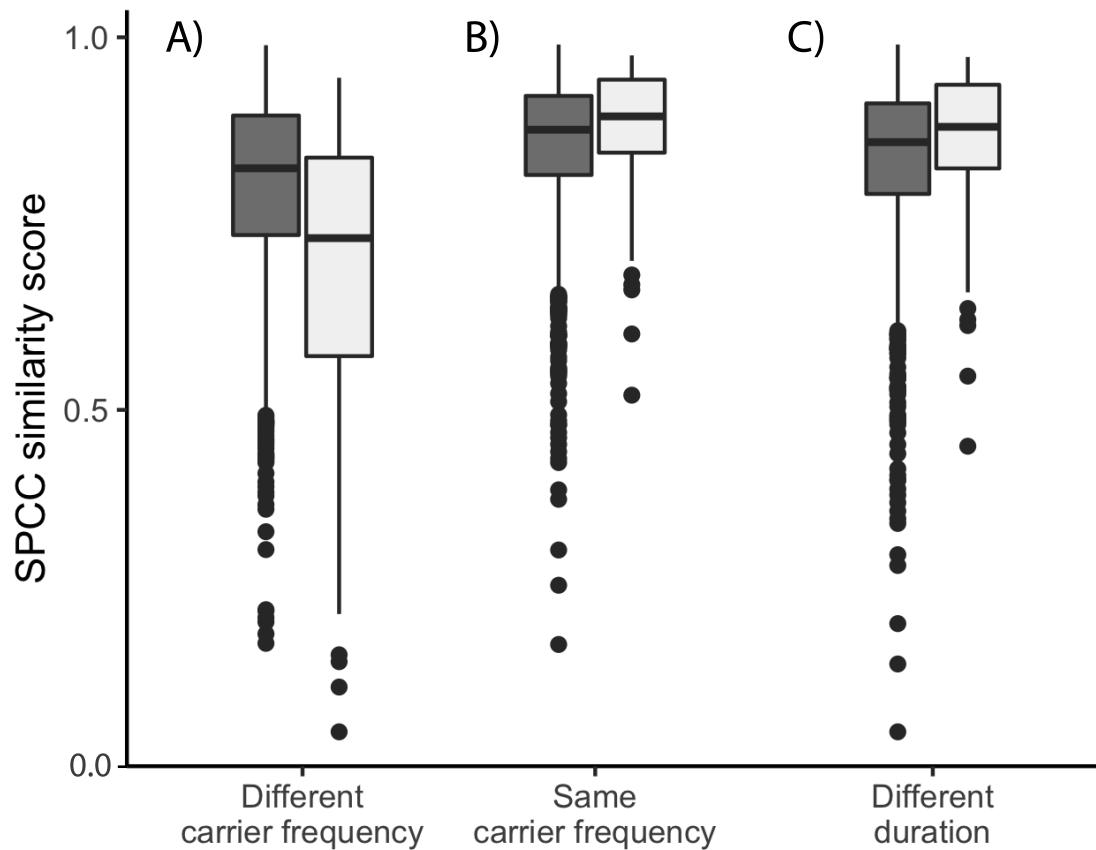 A)
B)
C)
1.0
0.5
0.0
SPCC similarity score
Different
carrier frequency
Same
carrier frequency
Different
duration